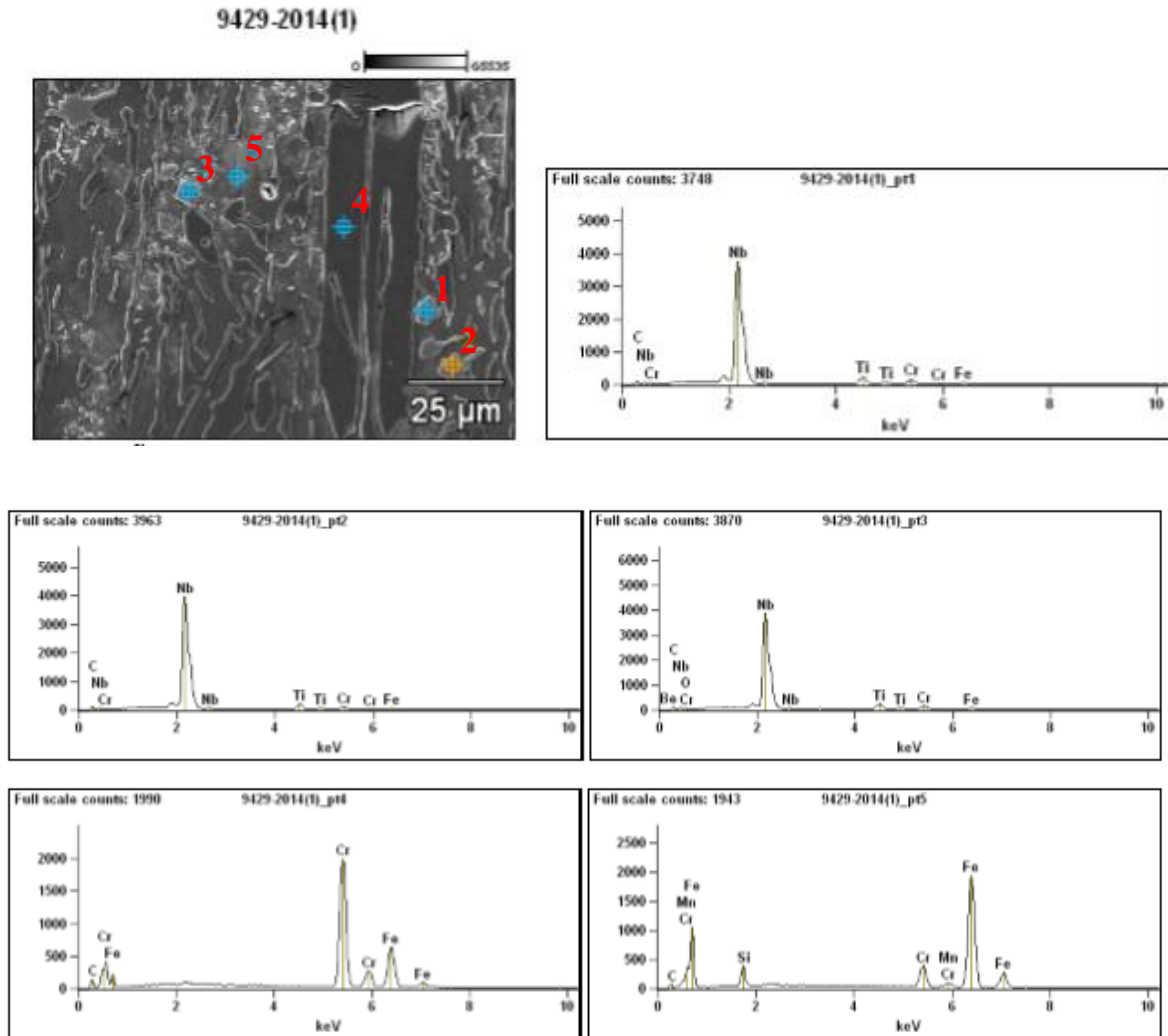 9429-2014(1)
0 65535
3 5
4
1
2
25 µm
Full scale counts: 3748 9429-2014(1)_pt1
5000
4000
3000
2000
1000
0
Nb
C
Nb
Cr
Nb
Ti
Ti
Cr
Cr
Fe
0 2 4 6 8 10
keV
Full scale counts: 3963 9429-2014(1)_pt2
5000
4000
3000
2000
1000
0
Nb
C
Nb
Cr
Nb
Ti
Ti
Cr
Cr
Fe
0 2 4 6 8 10
keV
Full scale counts: 3870 9429-2014(1)_pt3
6000
5000
4000
3000
2000
1000
0
Nb
C
Nb
O
Be
Cr
Nb
Ti
Ti
Cr
Fe
0 2 4 6 8 10
keV
Full scale counts: 1990 9429-2014(1)_pt4
2000
1500
1000
500
0
Cr
Cr
Fe
C
Fe
Cr
Fe
0 2 4 6 8 10
keV
Full scale counts: 1943 9429-2014(1)_pt5
2500
2000
1500
1000
500
0
Fe
Fe
Mn
Cr
C
Si
Cr
Mn
Cr
Fe
0 2 4 6 8 10
keV